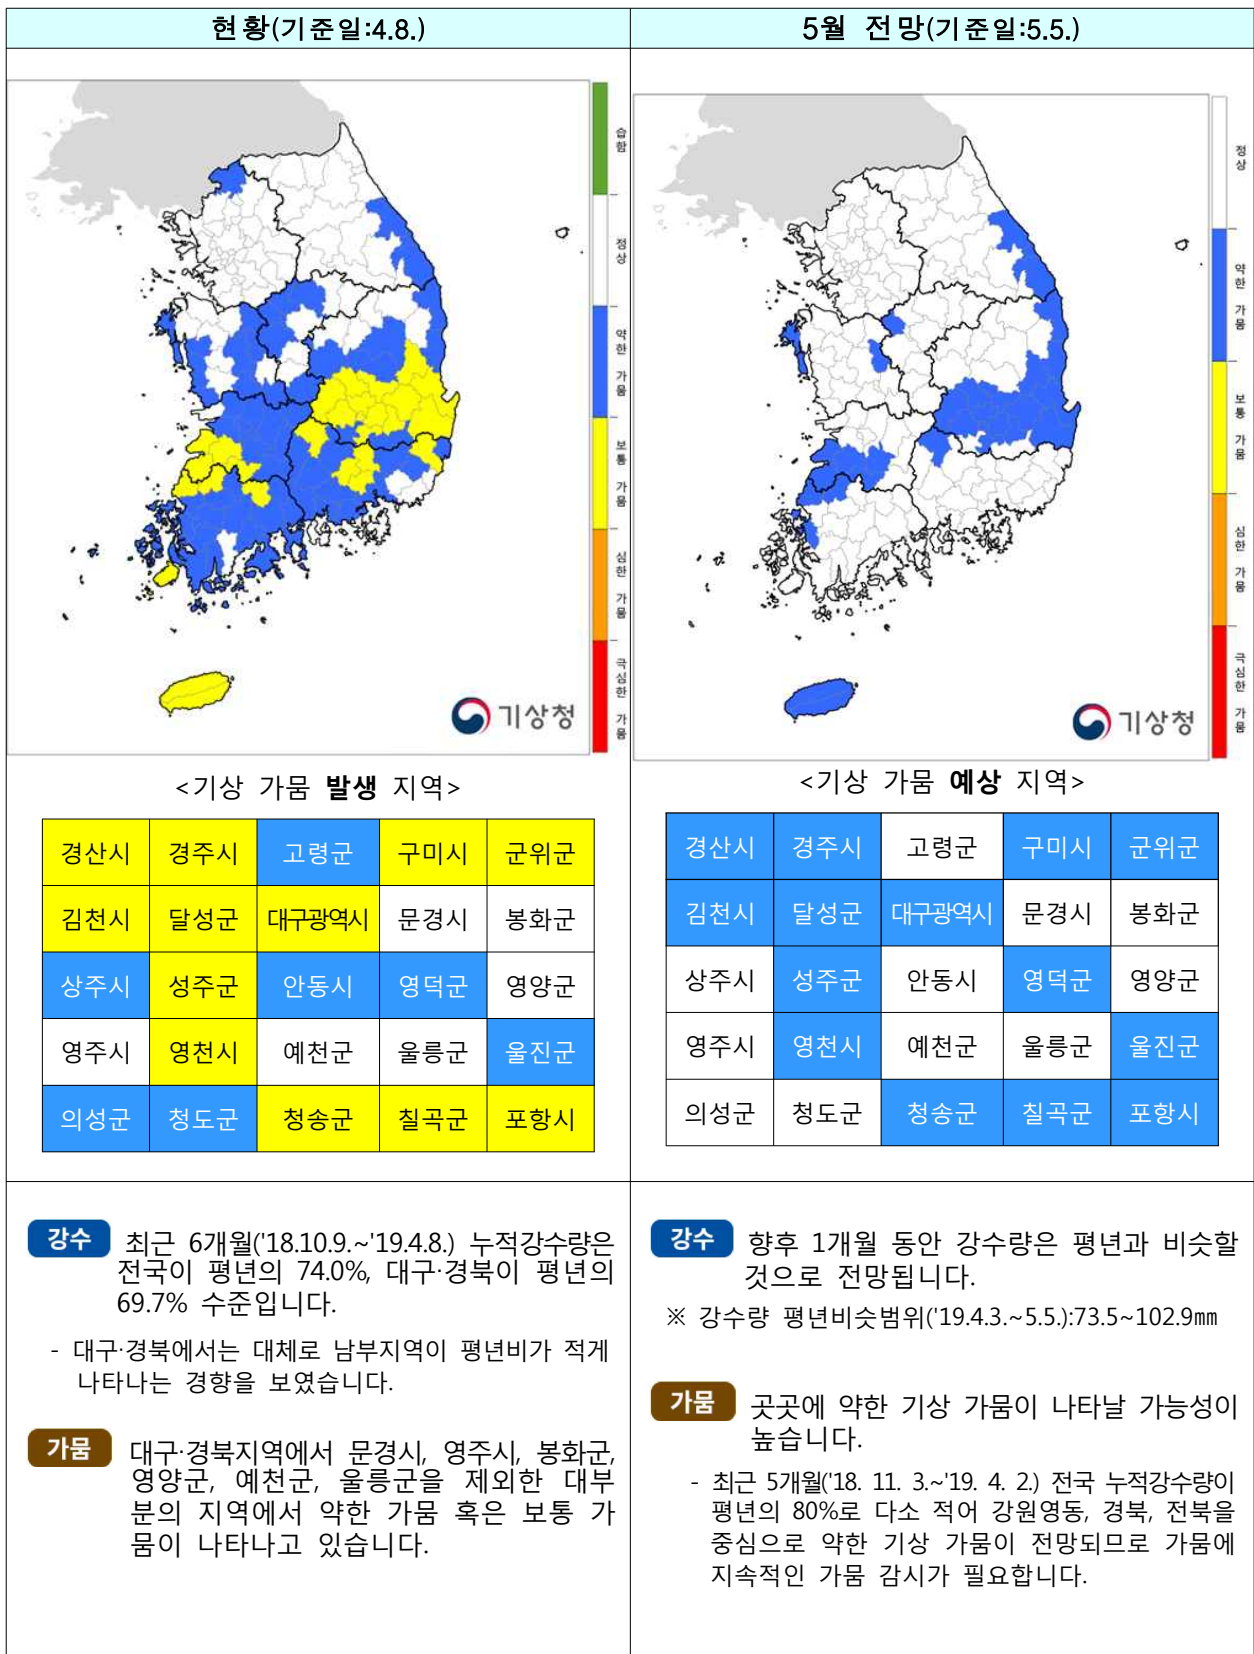 현황(기준일:4.8.)
습함
정상
약한 가뭄
보통 가뭄
심한 가뭄
극심한 가뭄
기상청
<기상 가뭄 발생 지역>
경산시 경주시 고령군 구미시 군위군
김천시 달성군 대구광역시 문경시 봉화군
상주시 성주군 안동시 영덕군 영양군
영주시 영천시 예천군 울릉군 울진군
의성군 청도군 청송군 칠곡군 포항시
강수 최근 6개월('18.10.9.~'19.4.8.) 누적강수량은
전국이 평년의 74.0%, 대구·경북이 평년의
69.7% 수준입니다.
- 대구·경북에서는 대체로 남부지역이 평년비가 적게
나타나는 경향을 보였습니다.
가뭄 대구·경북지역에서 문경시, 영주시, 봉화군,
영양군, 예천군, 울릉군을 제외한 대부
분의 지역에서 약한 가뭄 혹은 보통 가
뭄이 나타나고 있습니다.
5월 전망(기준일:5.5.)
정상
약한 가뭄
보통 가뭄
심한 가뭄
극심한 가뭄
기상청
<기상 가뭄 예상 지역>
경산시 경주시 고령군 구미시 군위군
김천시 달성군 대구광역시 문경시 봉화군
상주시 성주군 안동시 영덕군 영양군
영주시 영천시 예천군 울릉군 울진군
의성군 청도군 청송군 칠곡군 포항시
강수 향후 1개월 동안 강수량은 평년과 비슷할
것으로 전망됩니다.
※ 강수량 평년비슷범위('19.4.3.~5.5.):73.5~102.9㎜
가뭄 곳곳에 약한 기상 가뭄이 나타날 가능성이
높습니다.
- 최근 5개월('18. 11. 3.~'19. 4. 2.) 전국 누적강수량이
평년의 80%로 다소 적어 강원영동, 경북, 전북을
중심으로 약한 기상 가뭄이 전망되므로 가뭄에
지속적인 가뭄 감시가 필요합니다.